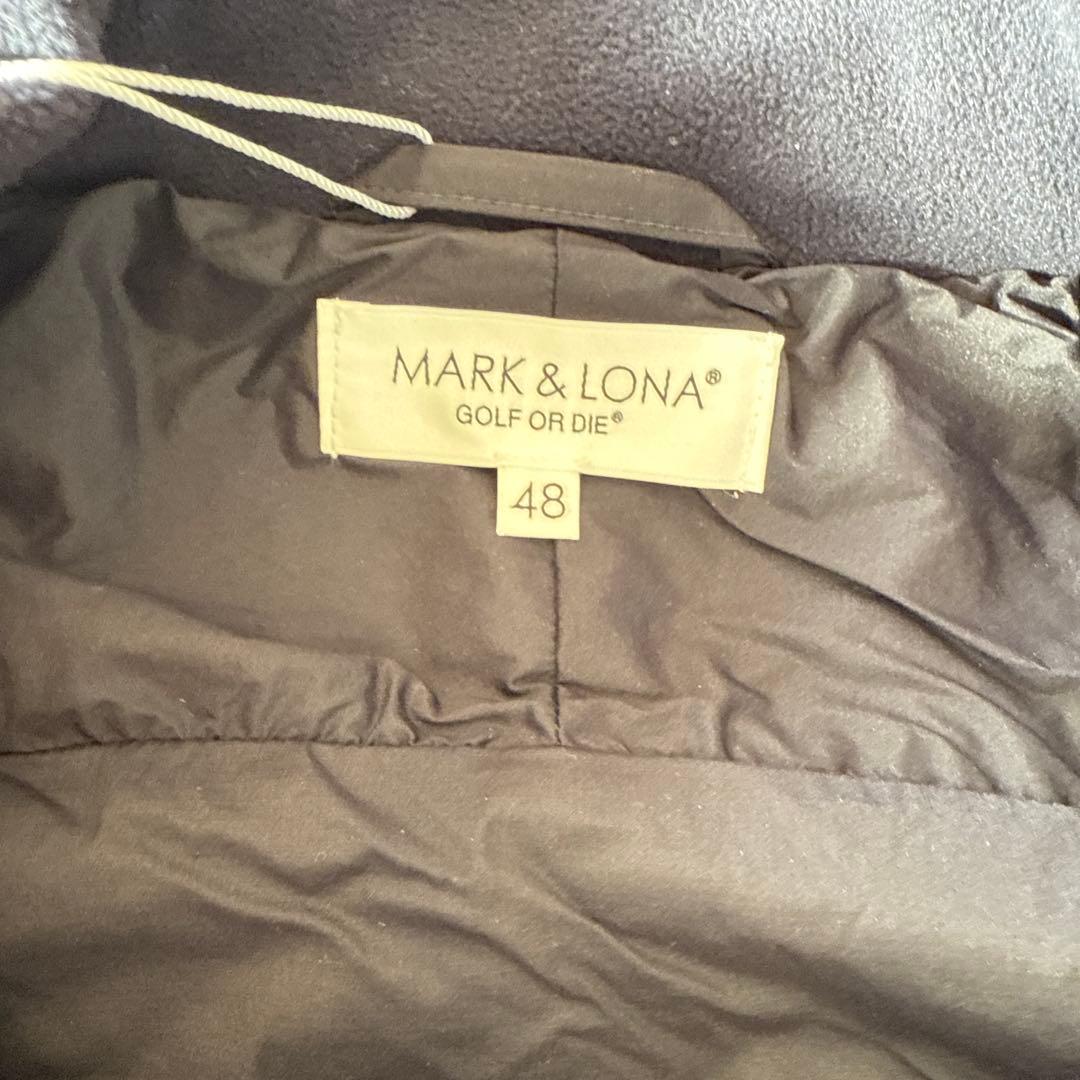 MARK & LONA®
GOLF OR DIE®
48